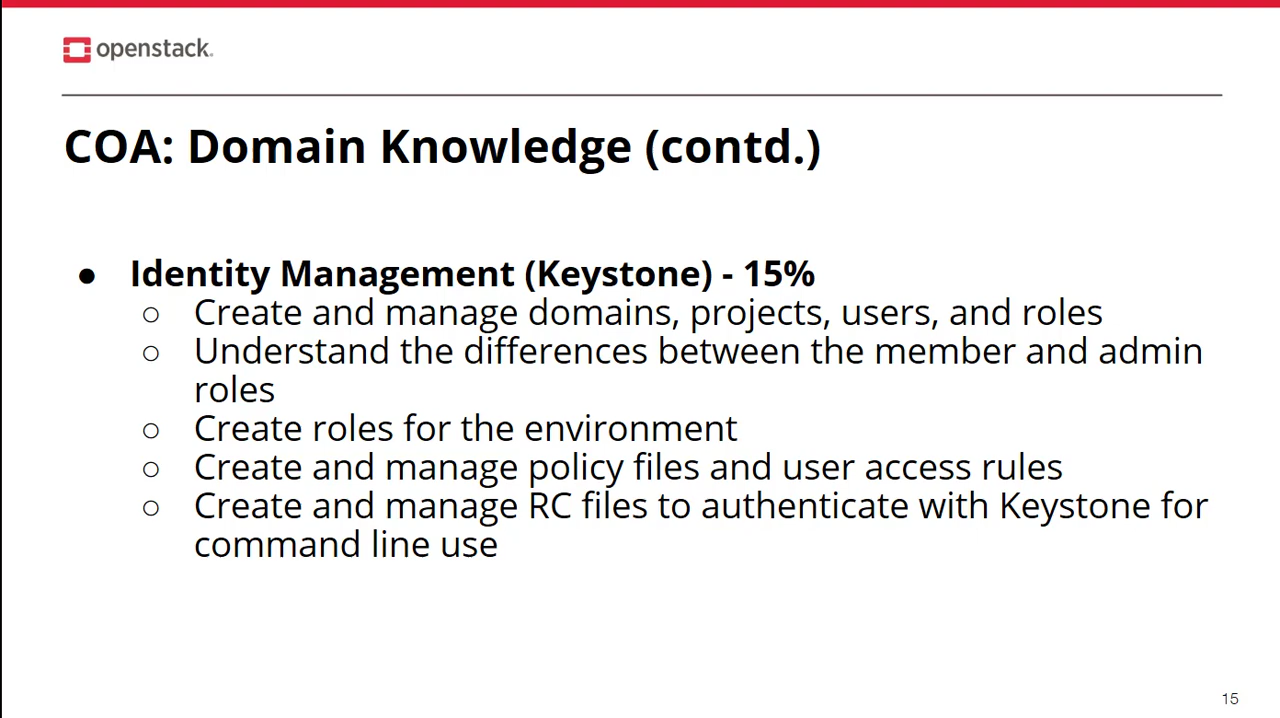 openstack.
COA: Domain Knowledge (contd.)
● Identity Management (Keystone) - 15%
○ Create and manage domains, projects, users, and roles
○ Understand the differences between the member and admin
roles
○ Create roles for the environment
○ Create and manage policy files and user access rules
○ Create and manage RC files to authenticate with Keystone for
command line use
15